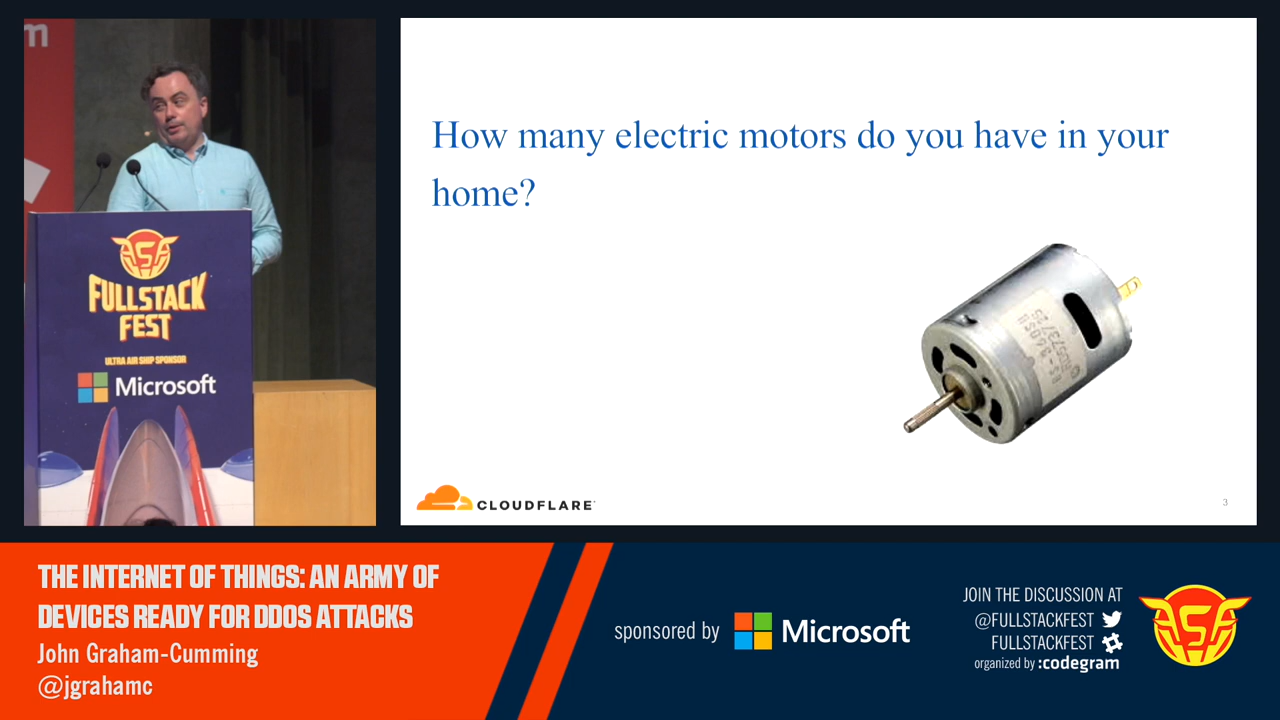 m
How many electric motors do you have in your
home?
FULLSTACK
FEST
ULTRA AIR SHIP SPONSOR
Microsoft
CLOUDFLARE
3
THE INTERNET OF THINGS: AN ARMY OF
DEVICES READY FOR DDOS ATTACKS
John Graham-Cumming
@jgrahamc
sponsored by Microsoft
JOIN THE DISCUSSION AT
@FULLSTACKFEST
FULLSTACKFEST
organized by :codegram